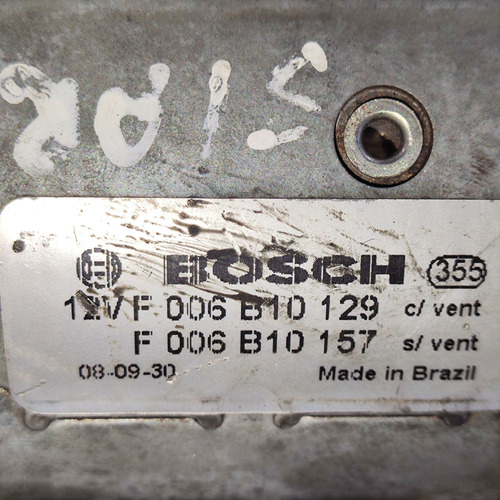 BOSCH 355
12V F 006 B10 129 c/ vent
F 006 B10 157 s/ vent
08-09-30 Made in Brazil